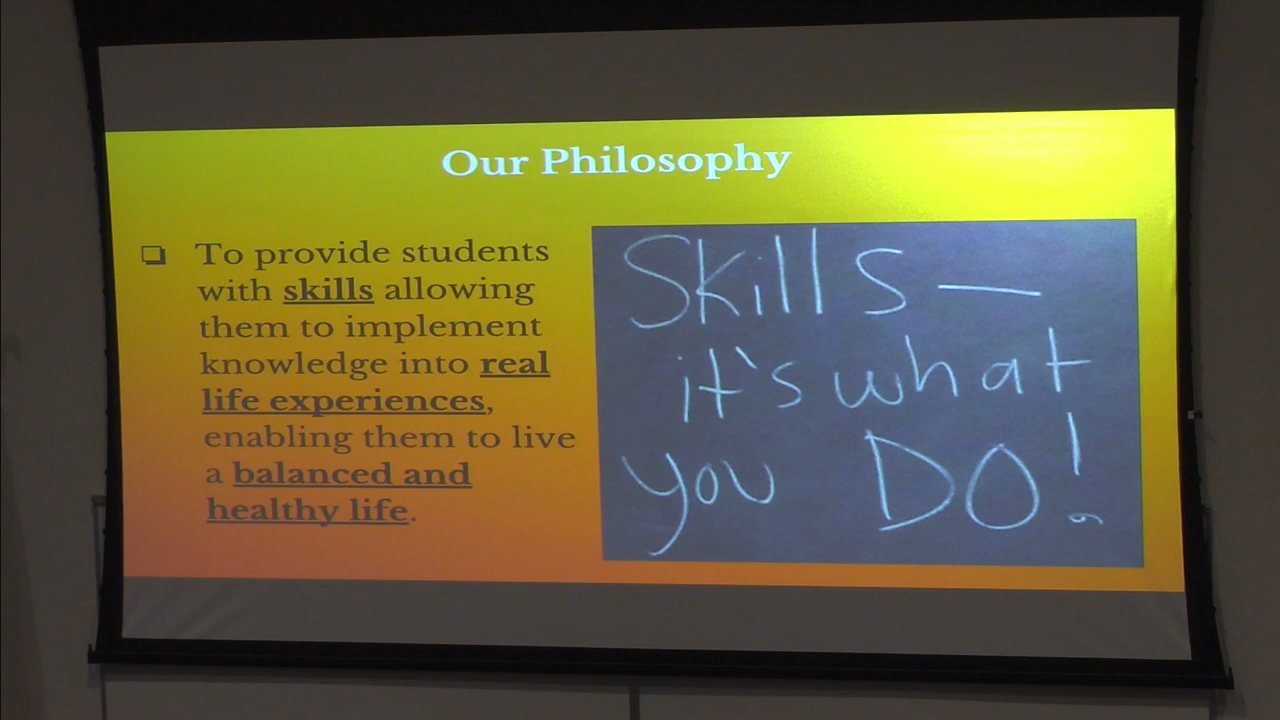 Our Philosophy
To provide students
with skills allowing
them to implement
knowledge into real
life experiences,
enabling them to live
a balanced and
healthy life.
Skills —
it's what
you DO!